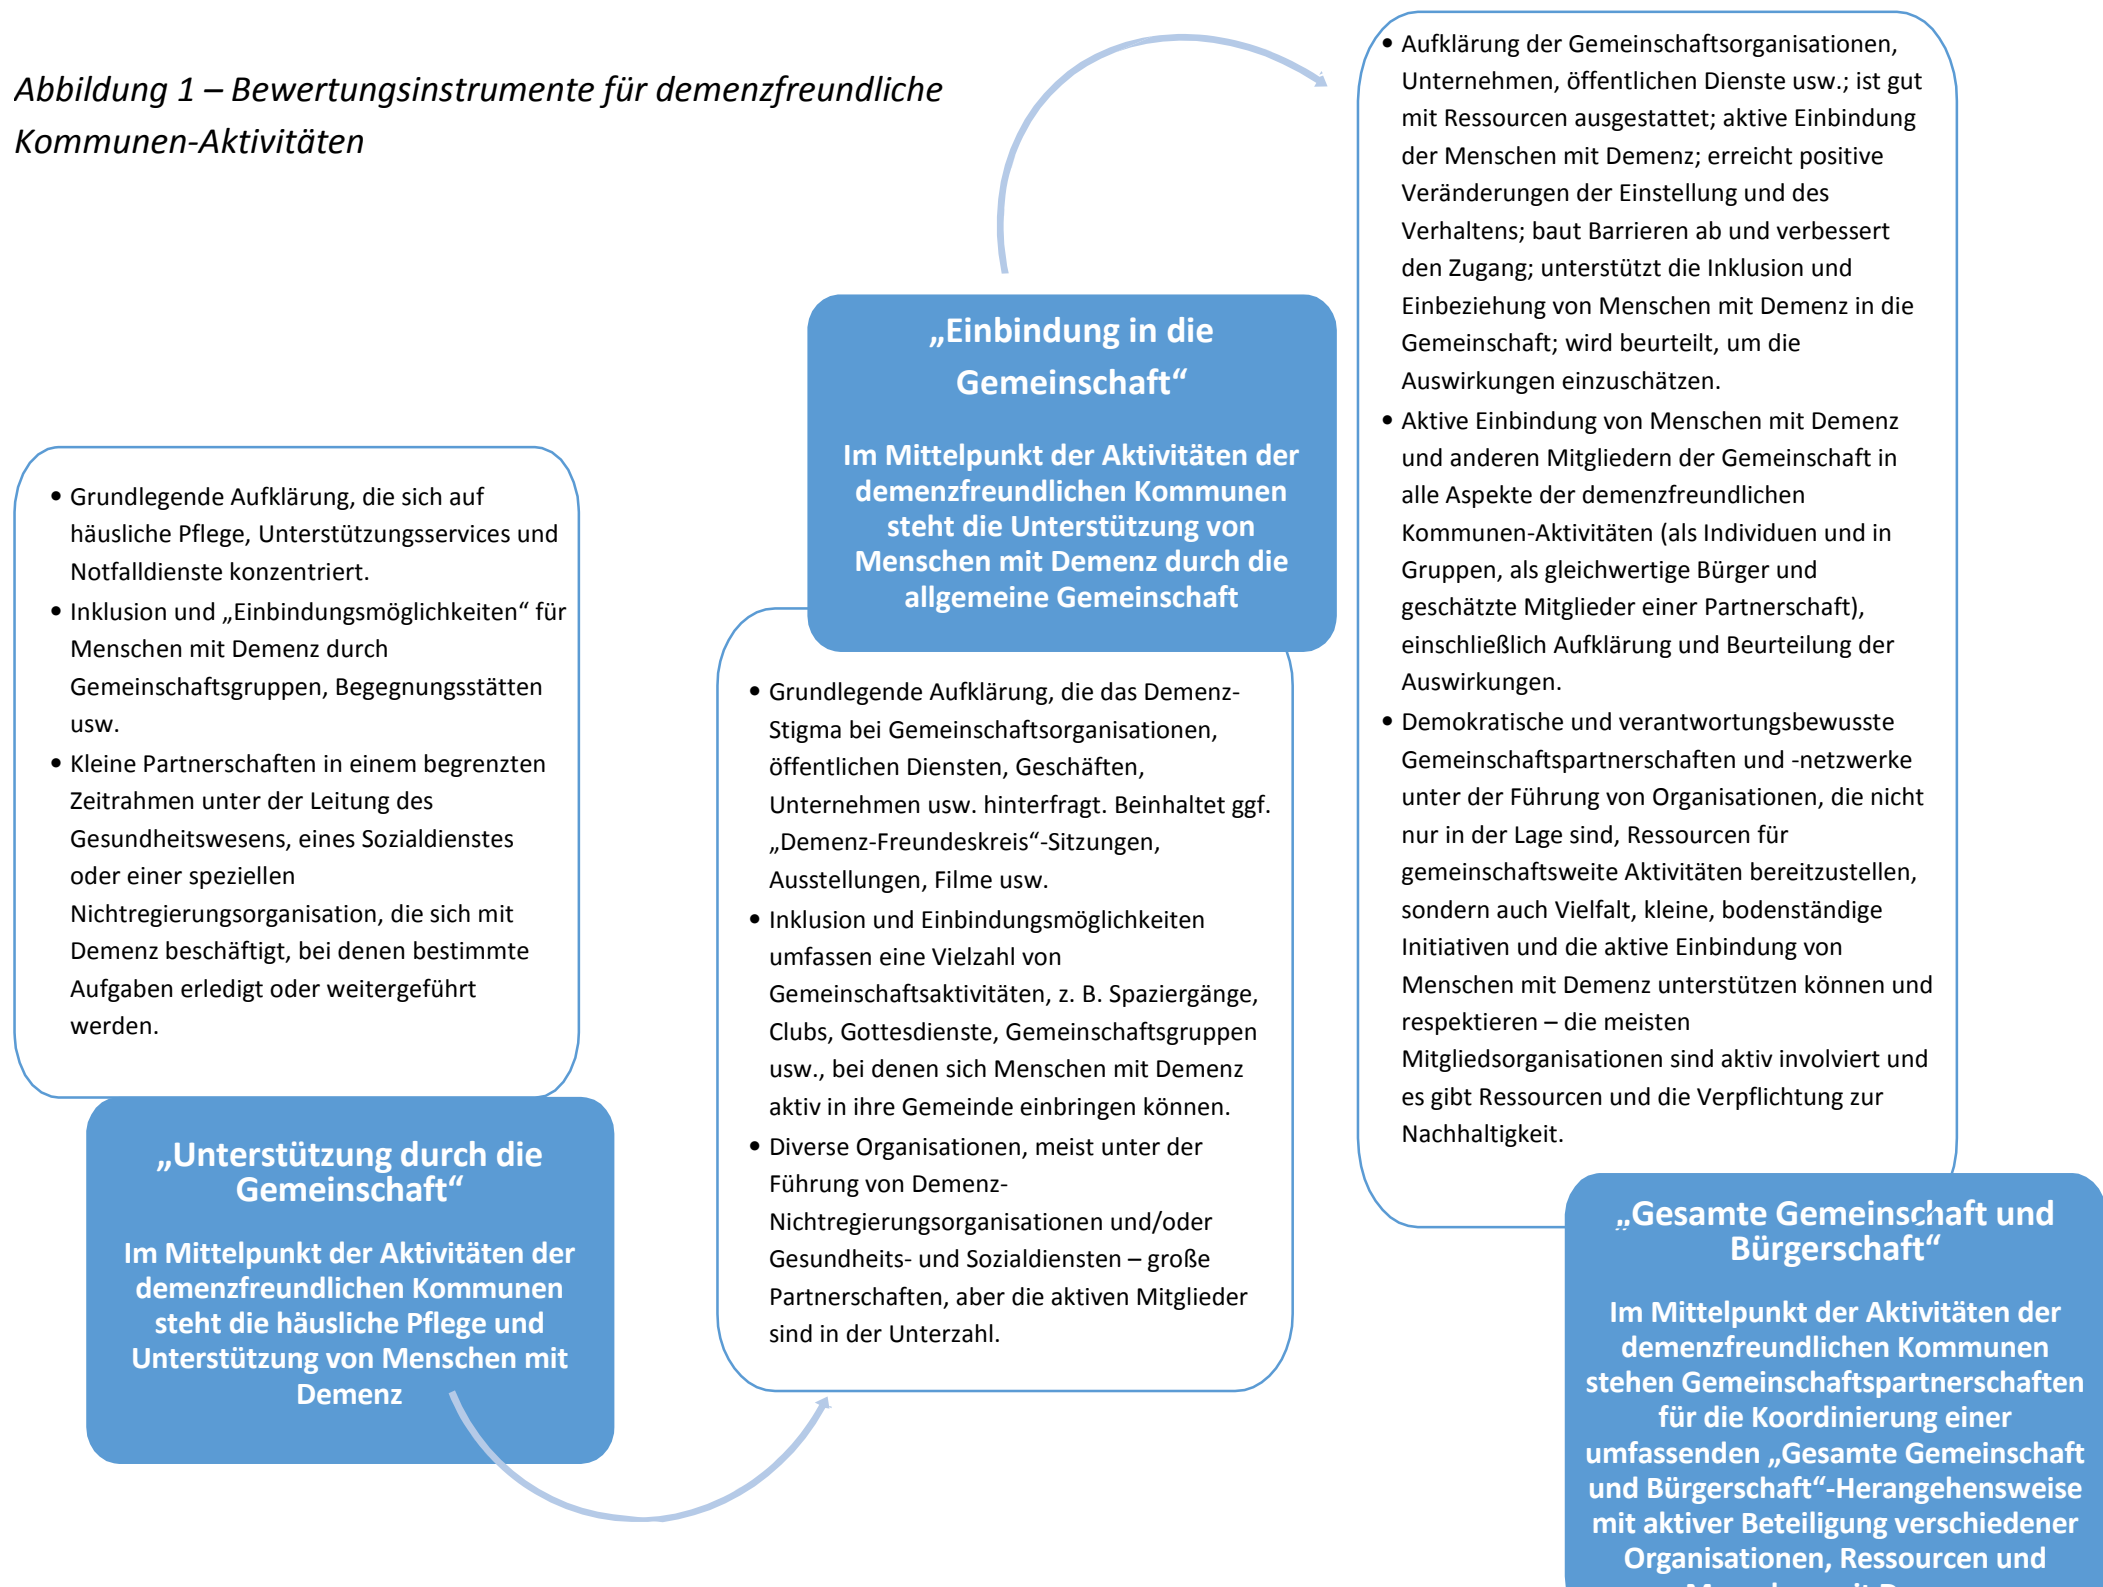 Abbildung 1 – Bewertungsinstrumente für demenzfreundliche
Kommunen-Aktivitäten
• Grundlegende Aufklärung, die sich auf
häusliche Pflege, Unterstützungsservices und
Notfalldienste konzentriert.
• Inklusion und „Einbindungsmöglichkeiten“ für
Menschen mit Demenz durch
Gemeinschaftsgruppen, Begegnungsstätten
usw.
• Kleine Partnerschaften in einem begrenzten
Zeitrahmen unter der Leitung des
Gesundheitswesens, eines Sozialdienstes
oder einer speziellen
Nichtregierungsorganisation, die sich mit
Demenz beschäftigt, bei denen bestimmte
Aufgaben erledigt oder weitergeführt
werden.
„Unterstützung durch die
Gemeinschaft“
Im Mittelpunkt der Aktivitäten der
demenzfreundlichen Kommunen
steht die häusliche Pflege und
Unterstützung von Menschen mit
Demenz
„Einbindung in die
Gemeinschaft“
Im Mittelpunkt der Aktivitäten der
demenzfreundlichen Kommunen
steht die Unterstützung von
Menschen mit Demenz durch die
allgemeine Gemeinschaft
• Grundlegende Aufklärung, die das Demenz-
Stigma bei Gemeinschaftsorganisationen,
öffentlichen Diensten, Geschäften,
Unternehmen usw. hinterfragt. Beinhaltet ggf.
„Demenz-Freundeskreis“-Sitzungen,
Ausstellungen, Filme usw.
• Inklusion und Einbindungsmöglichkeiten
umfassen eine Vielzahl von
Gemeinschaftsaktivitäten, z. B. Spaziergänge,
Clubs, Gottesdienste, Gemeinschaftsgruppen
usw., bei denen sich Menschen mit Demenz
aktiv in ihre Gemeinde einbringen können.
• Diverse Organisationen, meist unter der
Führung von Demenz-
Nichtregierungsorganisationen und/oder
Gesundheits- und Sozialdiensten – große
Partnerschaften, aber die aktiven Mitglieder
sind in der Unterzahl.
• Aufklärung der Gemeinschaftsorganisationen,
Unternehmen, öffentlichen Dienste usw.; ist gut
mit Ressourcen ausgestattet; aktive Einbindung
der Menschen mit Demenz; erreicht positive
Veränderungen der Einstellung und des
Verhaltens; baut Barrieren ab und verbessert
den Zugang; unterstützt die Inklusion und
Einbeziehung von Menschen mit Demenz in die
Gemeinschaft; wird beurteilt, um die
Auswirkungen einzuschätzen.
• Aktive Einbindung von Menschen mit Demenz
und anderen Mitgliedern der Gemeinschaft in
alle Aspekte der demenzfreundlichen
Kommunen-Aktivitäten (als Individuen und in
Gruppen, als gleichwertige Bürger und
geschätzte Mitglieder einer Partnerschaft),
einschließlich Aufklärung und Beurteilung der
Auswirkungen.
• Demokratische und verantwortungsbewusste
Gemeinschaftspartnerschaften und -netzwerke
unter der Führung von Organisationen, die nicht
nur in der Lage sind, Ressourcen für
gemeinschaftsweite Aktivitäten bereitzustellen,
sondern auch Vielfalt, kleine, bodenständige
Initiativen und die aktive Einbindung von
Menschen mit Demenz unterstützen können und
respektieren – die meisten
Mitgliedsorganisationen sind aktiv involviert und
es gibt Ressourcen und die Verpflichtung zur
Nachhaltigkeit.
„Gesamte Gemeinschaft und
Bürgerschaft“
Im Mittelpunkt der Aktivitäten der
demenzfreundlichen Kommunen
stehen Gemeinschaftspartnerschaften
für die Koordinierung einer
umfassenden „Gesamte Gemeinschaft
und Bürgerschaft“-Herangehensweise
mit aktiver Beteiligung verschiedener
Organisationen, Ressourcen und